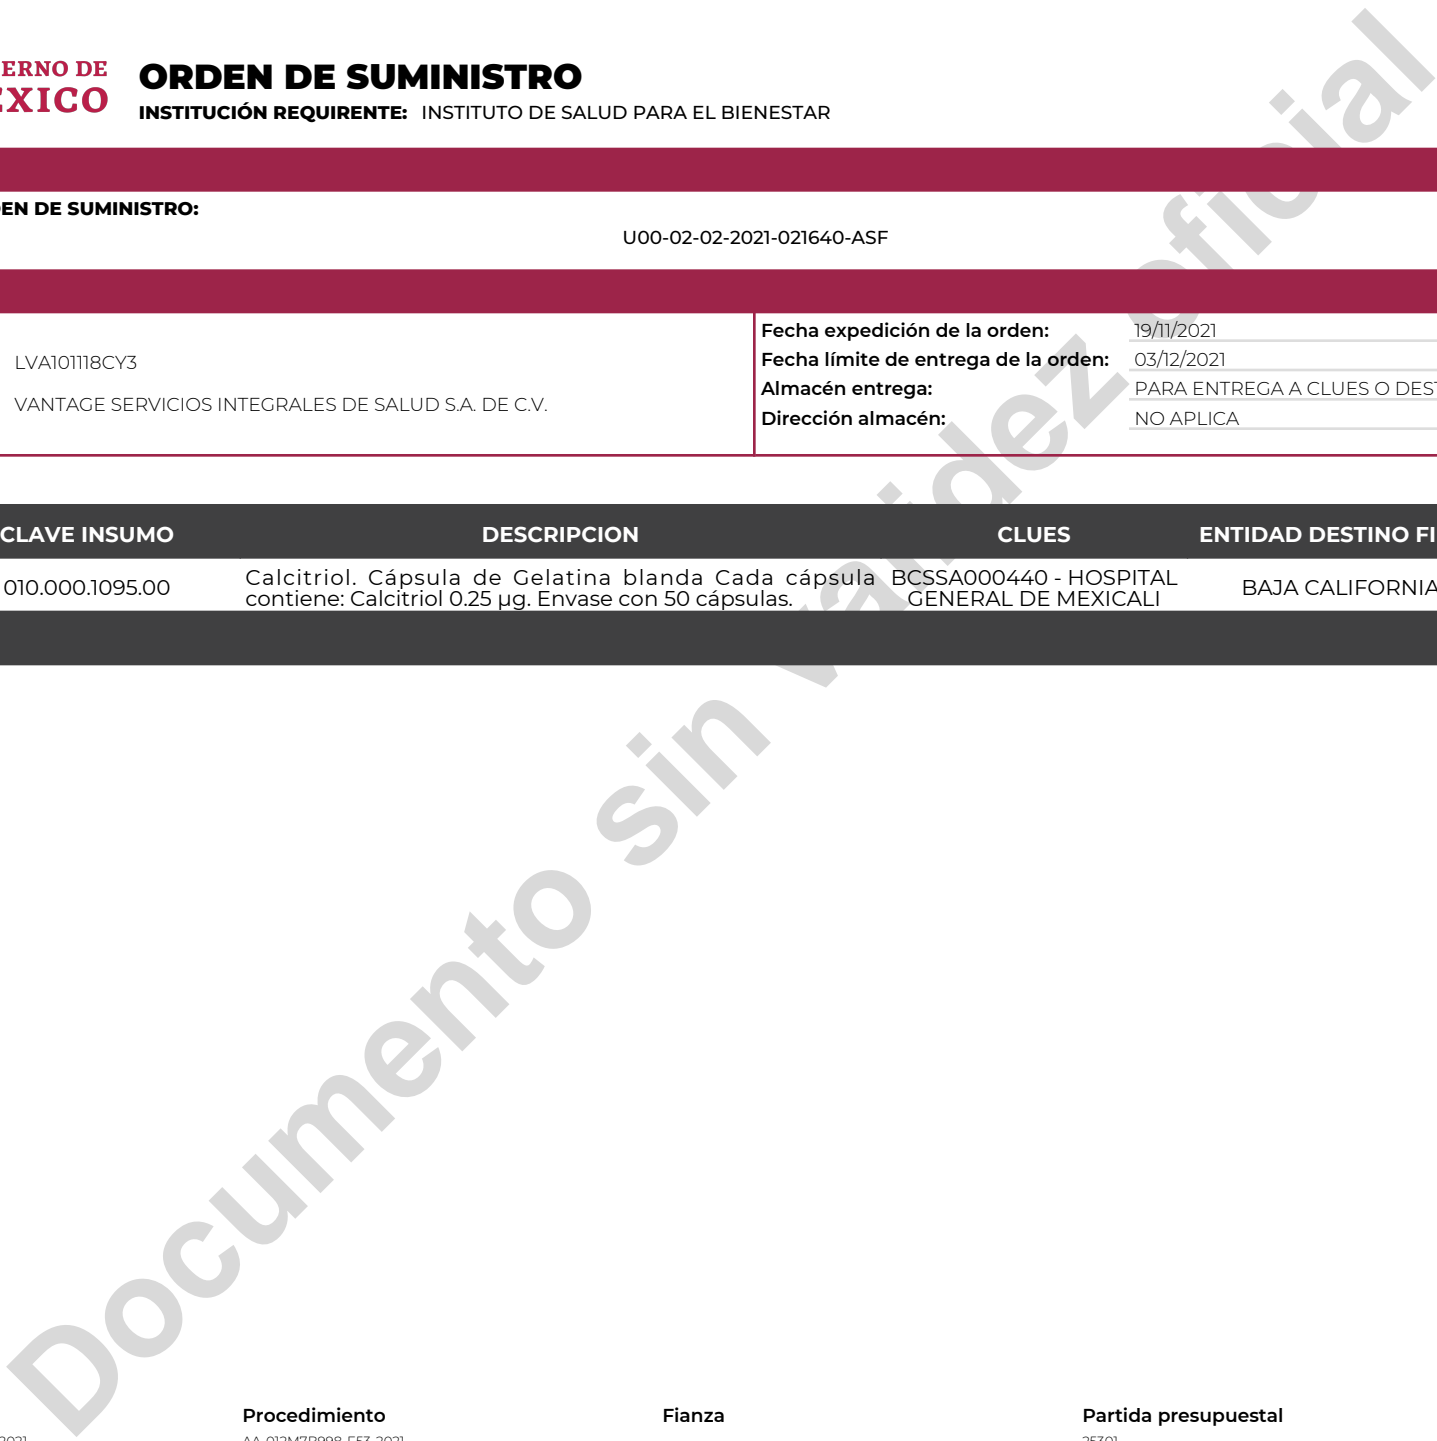 ERNO DE
EXICO
ORDEN DE SUMINISTRO
INSTITUCIÓN REQUIRENTE: INSTITUTO DE SALUD PARA EL BIENESTAR
EN DE SUMINISTRO:
U00-02-02-2021-021640-ASF
LVA101118CY3
VANTAGE SERVICIOS INTEGRALES DE SALUD S.A. DE C.V.
Fecha expedición de la orden: 19/11/2021
Fecha límite de entrega de la orden: 03/12/2021
Almacén entrega: PARA ENTREGA A CLUES O DEST
Dirección almacén: NO APLICA
CLAVE INSUMO DESCRIPCION CLUES ENTIDAD DESTINO FI
010.000.1095.00 Calcitriol. Cápsula de Gelatina blanda Cada cápsula BCSSA000440 - HOSPITAL BAJA CALIFORNIA
contiene: Calcitriol 0.25 µg. Envase con 50 cápsulas. GENERAL DE MEXICALI
Documento sin validez oficial
Procedimiento Fianza Partida presupuestal
2021 25301